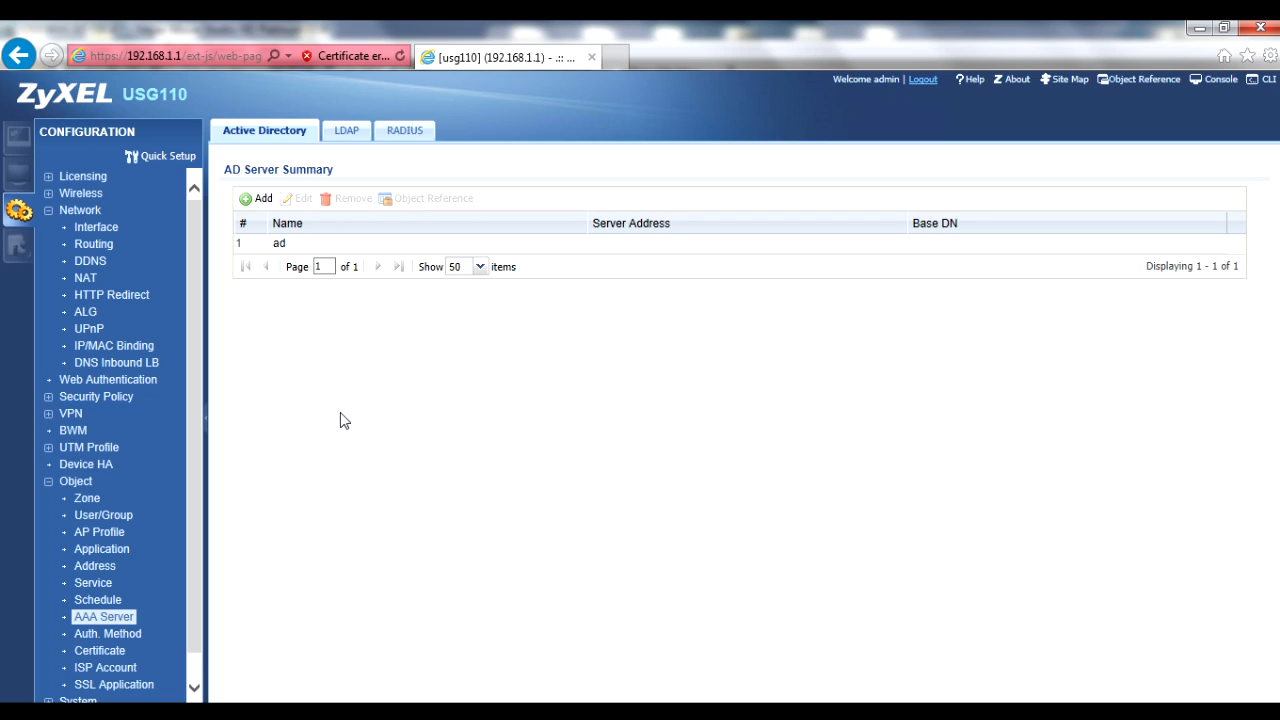 https://192.168.1.1/ext-js/web-pag
Certificate er...
[usg110] (192.168.1.1) - .:: ...
ZyXEL USG110
Welcome admin | Logout
? Help
Z About
Site Map
Object Reference
Console
CLI
CONFIGURATION
Quick Setup
Licensing
Wireless
Network
Interface
Routing
DDNS
NAT
HTTP Redirect
ALG
UPnP
IP/MAC Binding
DNS Inbound LB
Web Authentication
Security Policy
VPN
BWM
UTM Profile
Device HA
Object
Zone
User/Group
AP Profile
Application
Address
Service
Schedule
AAA Server
Auth. Method
Certificate
ISP Account
SSL Application
System
Active Directory
LDAP
RADIUS
AD Server Summary
Add Edit Remove Object Reference
# Name Server Address Base DN
1 ad
Page 1 of 1 Show 50 items
Displaying 1 - 1 of 1